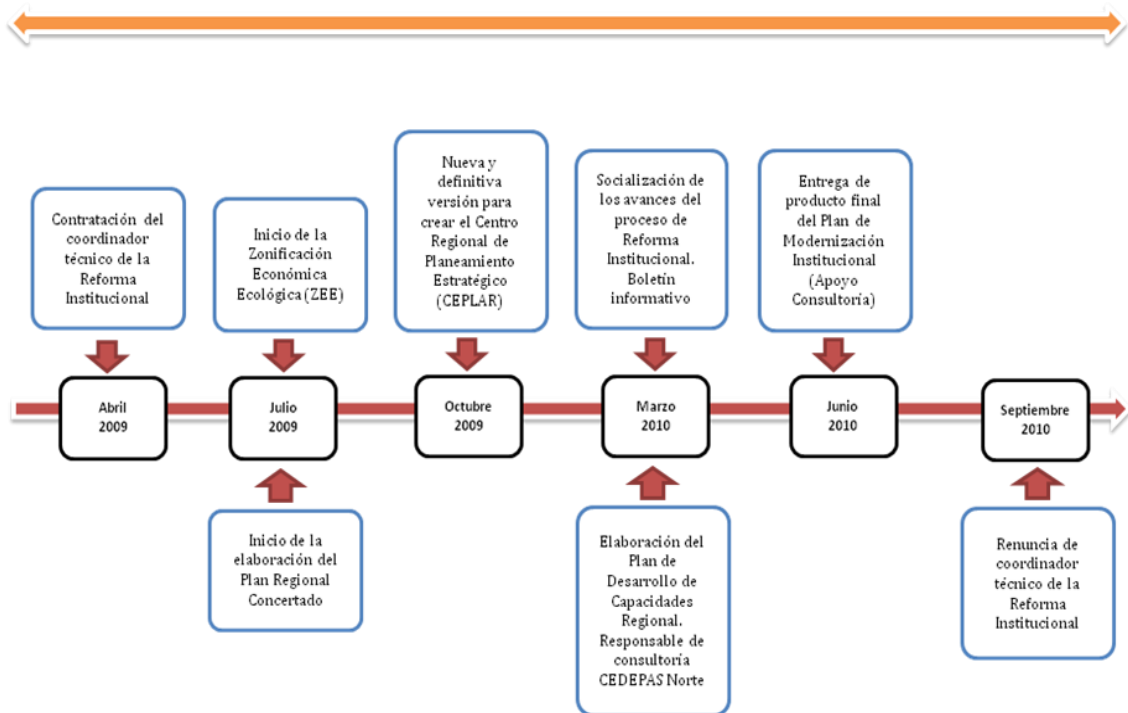 Contratación del
coordinador
técnico de la
Reforma
Institucional
Inicio de la
Zonificación
Económica
Ecológica (ZEE)
Nueva y
definitiva
versión para
crear el Centro
Regional de
Planeamiento
Estratégico
(CEPLAR)
Socialización de
los avances del
proceso de
Reforma
Institucional.
Boletín
informativo
Entrega de
producto final
del Plan de
Modernización
Institucional
(Apoyo
Consultoría)
Abril
2009
Julio
2009
Octubre
2009
Marzo
2010
Junio
2010
Septiembre
2010
Inicio de la
elaboración del
Plan Regional
Concertado
Elaboración del
Plan de
Desarrollo de
Capacidades
Regional.
Responsable de
consultoría
CEDEPAS Norte
Renuncia de
coordinador
técnico de la
Reforma
Institucional